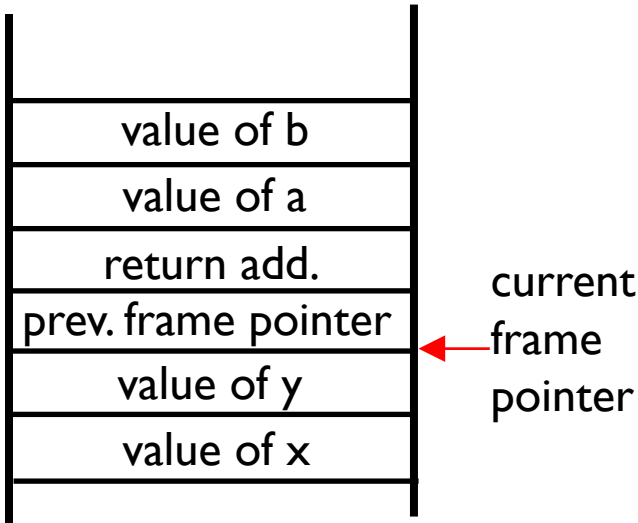 value of b
value of a
return add.
prev. frame pointer
value of y
value of x
current
frame
pointer